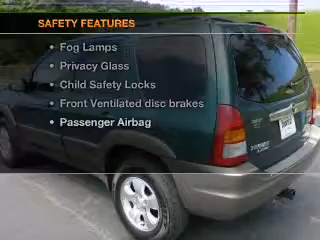 SAFETY FEATURES
• Fog Lamps
• Privacy Glass
• Child Safety Locks
• Front Ventilated disc brakes
• Passenger Airbag